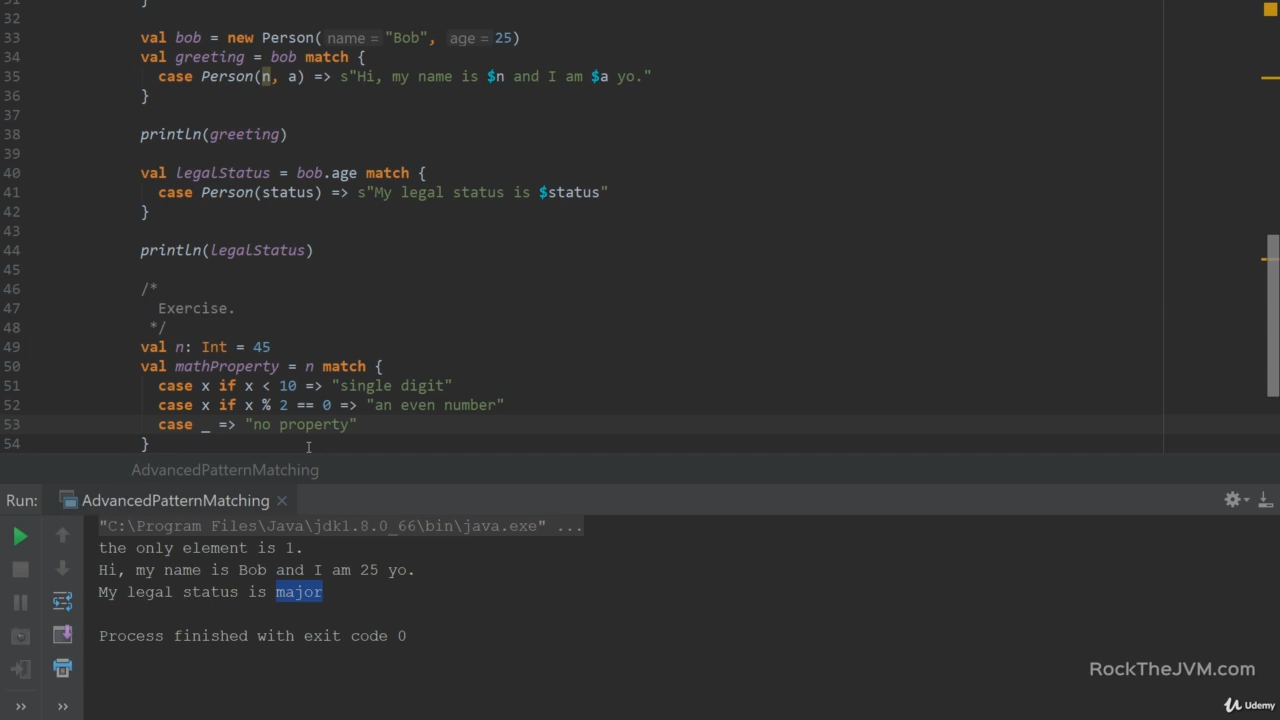 31 }
32
33 val bob = new Person( name = "Bob", age = 25)
34 val greeting = bob match {
35 case Person(n, a) => s"Hi, my name is $n and I am $a yo."
36 }
37
38 println(greeting)
39
40 val legalStatus = bob.age match {
41 case Person(status) => s"My legal status is $status"
42 }
43
44 println(legalStatus)
45
46 /*
47 Exercise.
48 */
49 val n: Int = 45
50 val mathProperty = n match {
51 case x if x < 10 => "single digit"
52 case x if x % 2 == 0 => "an even number"
53 case _ => "no property"
54 }
AdvancedPatternMatching
Run: AdvancedPatternMatching
"C:\Program Files\Java\jdk1.8.0_66\bin\java.exe" ...
the only element is 1.
Hi, my name is Bob and I am 25 yo.
My legal status is major
Process finished with exit code 0
RockTheJVM.com
Udemy